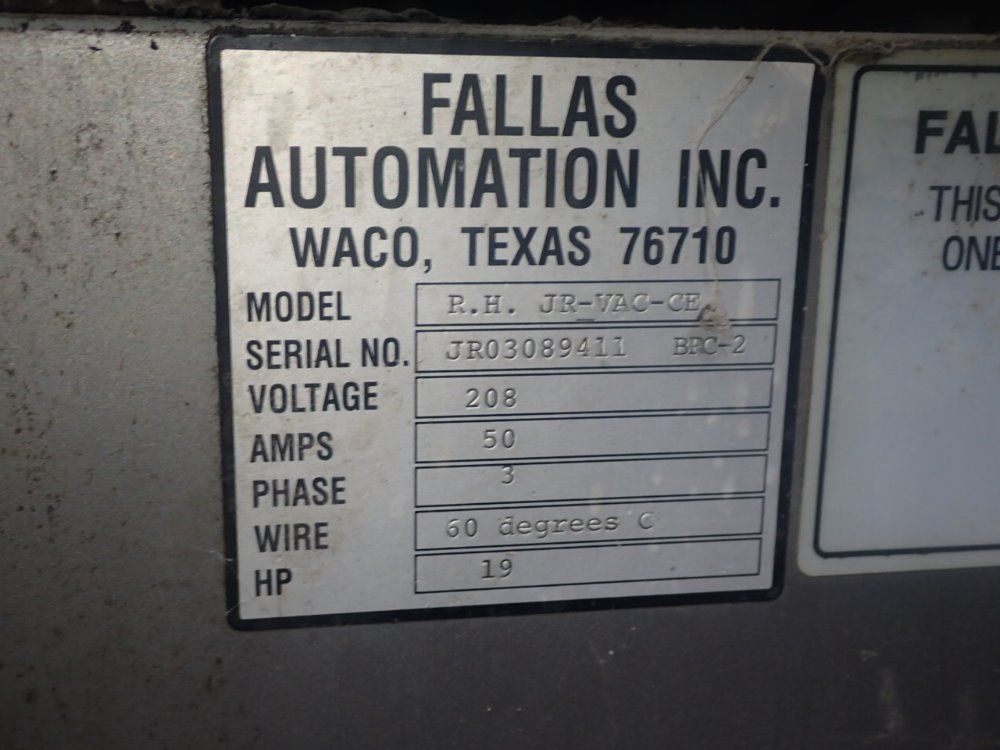 FALLAS
AUTOMATION INC.
WACO, TEXAS 76710
MODEL R.H. JR-VAC-CE
SERIAL NO. JR03089411 BPC-2
VOLTAGE 208
AMPS 50
PHASE 3
WIRE 60 degrees C
HP 19
FAL
THIS
ONE